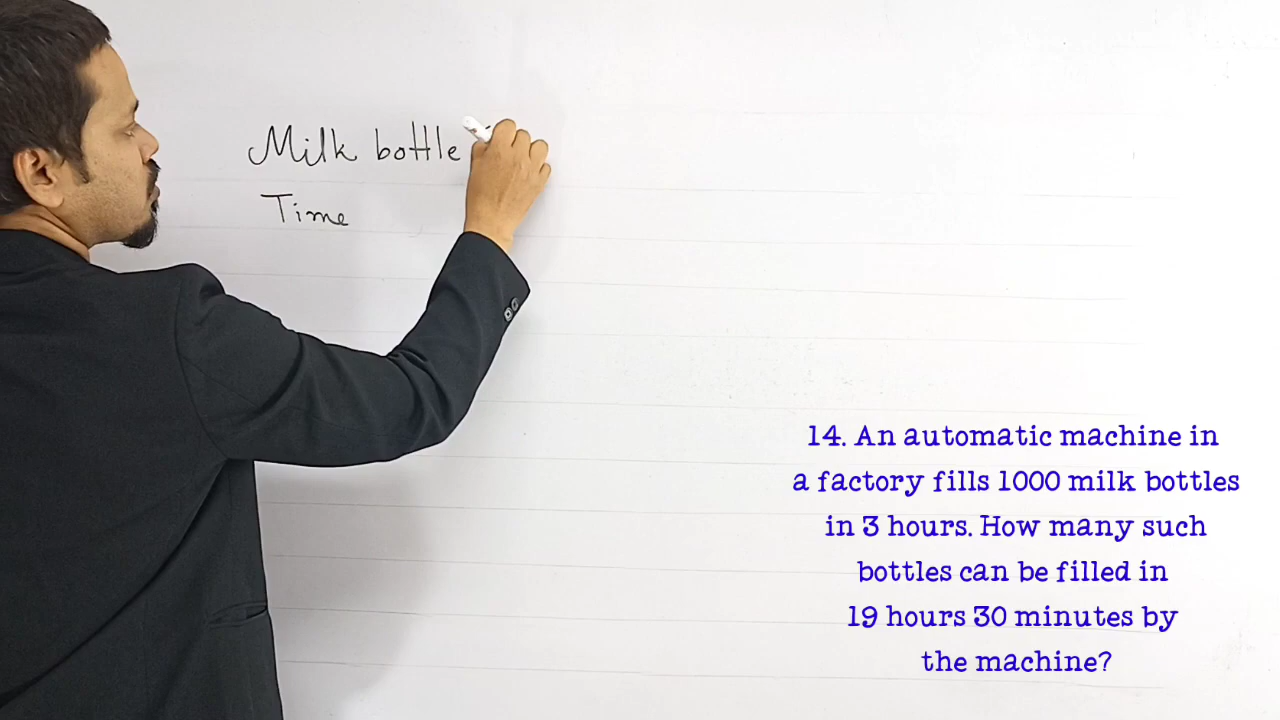 Milk bottle
Time
14. An automatic machine in
a factory fills 1000 milk bottles
in 3 hours. How many such
bottles can be filled in
19 hours 30 minutes by
the machine?